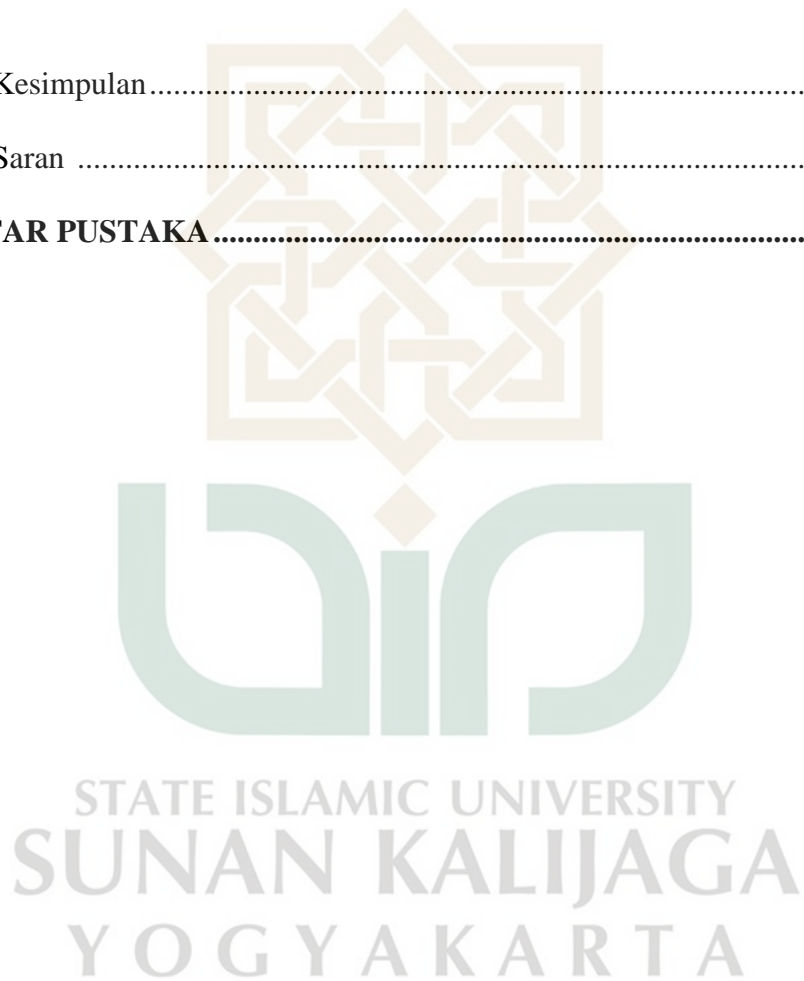 Kesimpulan....................................................................................
Saran ............................................................................................
TAR PUSTAKA..........................................................................
STATE ISLAMIC UNIVERSITY
SUNAN KALIJAGA
YOGYAKARTA